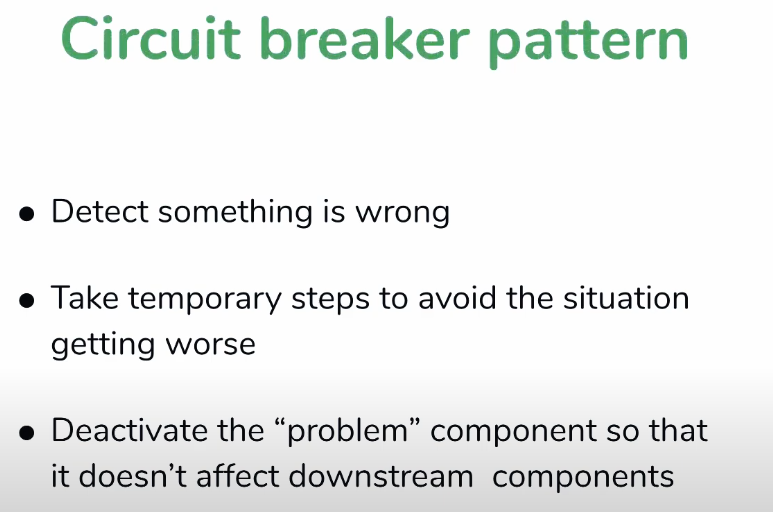 Circuit breaker pattern
• Detect something is wrong
• Take temporary steps to avoid the situation
getting worse
• Deactivate the “problem” component so that
it doesn’t affect downstream  components